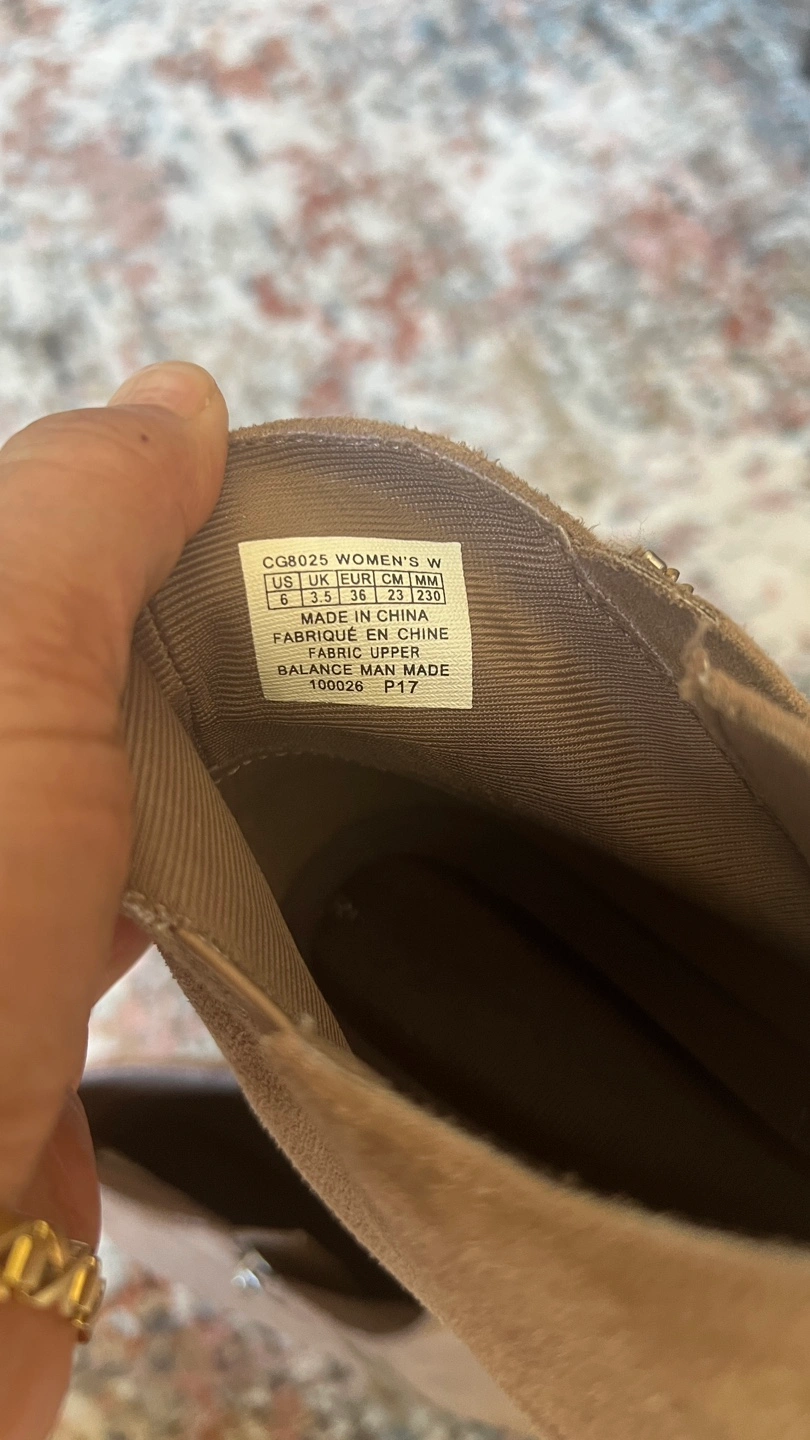 CG8025 WOMEN'S W
US UK EUR CM MM
6 3.5 36 23 230
MADE IN CHINA
FABRIQUÉ EN CHINE
FABRIC UPPER
BALANCE MAN MADE
100026 P17